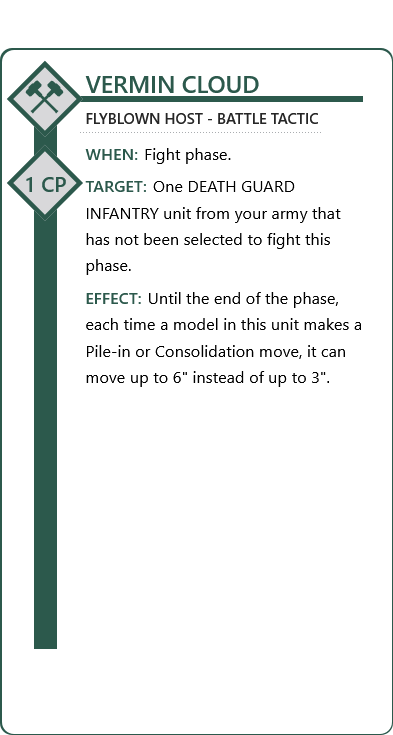 VERMIN CLOUD
FLYBLOWN HOST - BATTLE TACTIC
WHEN: Fight phase.
1 CP
TARGET: One DEATH GUARD
INFANTRY unit from your army that
has not been selected to fight this
phase.
EFFECT: Until the end of the phase,
each time a model in this unit makes a
Pile-in or Consolidation move, it can
move up to 6" instead of up to 3".